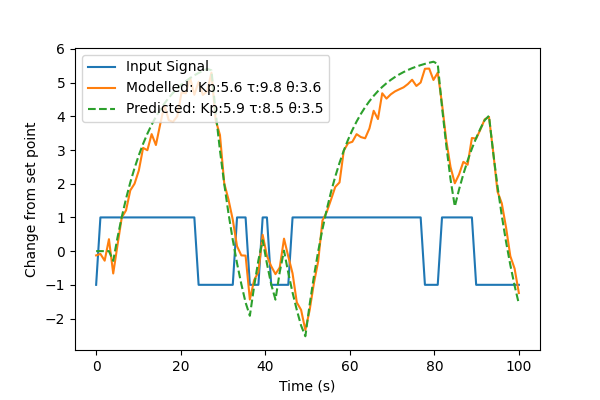 Input Signal
Modelled: Kp:5.6 τ:9.8 θ:3.6
Predicted: Kp:5.9 τ:8.5 θ:3.5
Change from set point
6
5
4
3
2
1
0
−1
−2
0 20 40 60 80 100
Time (s)